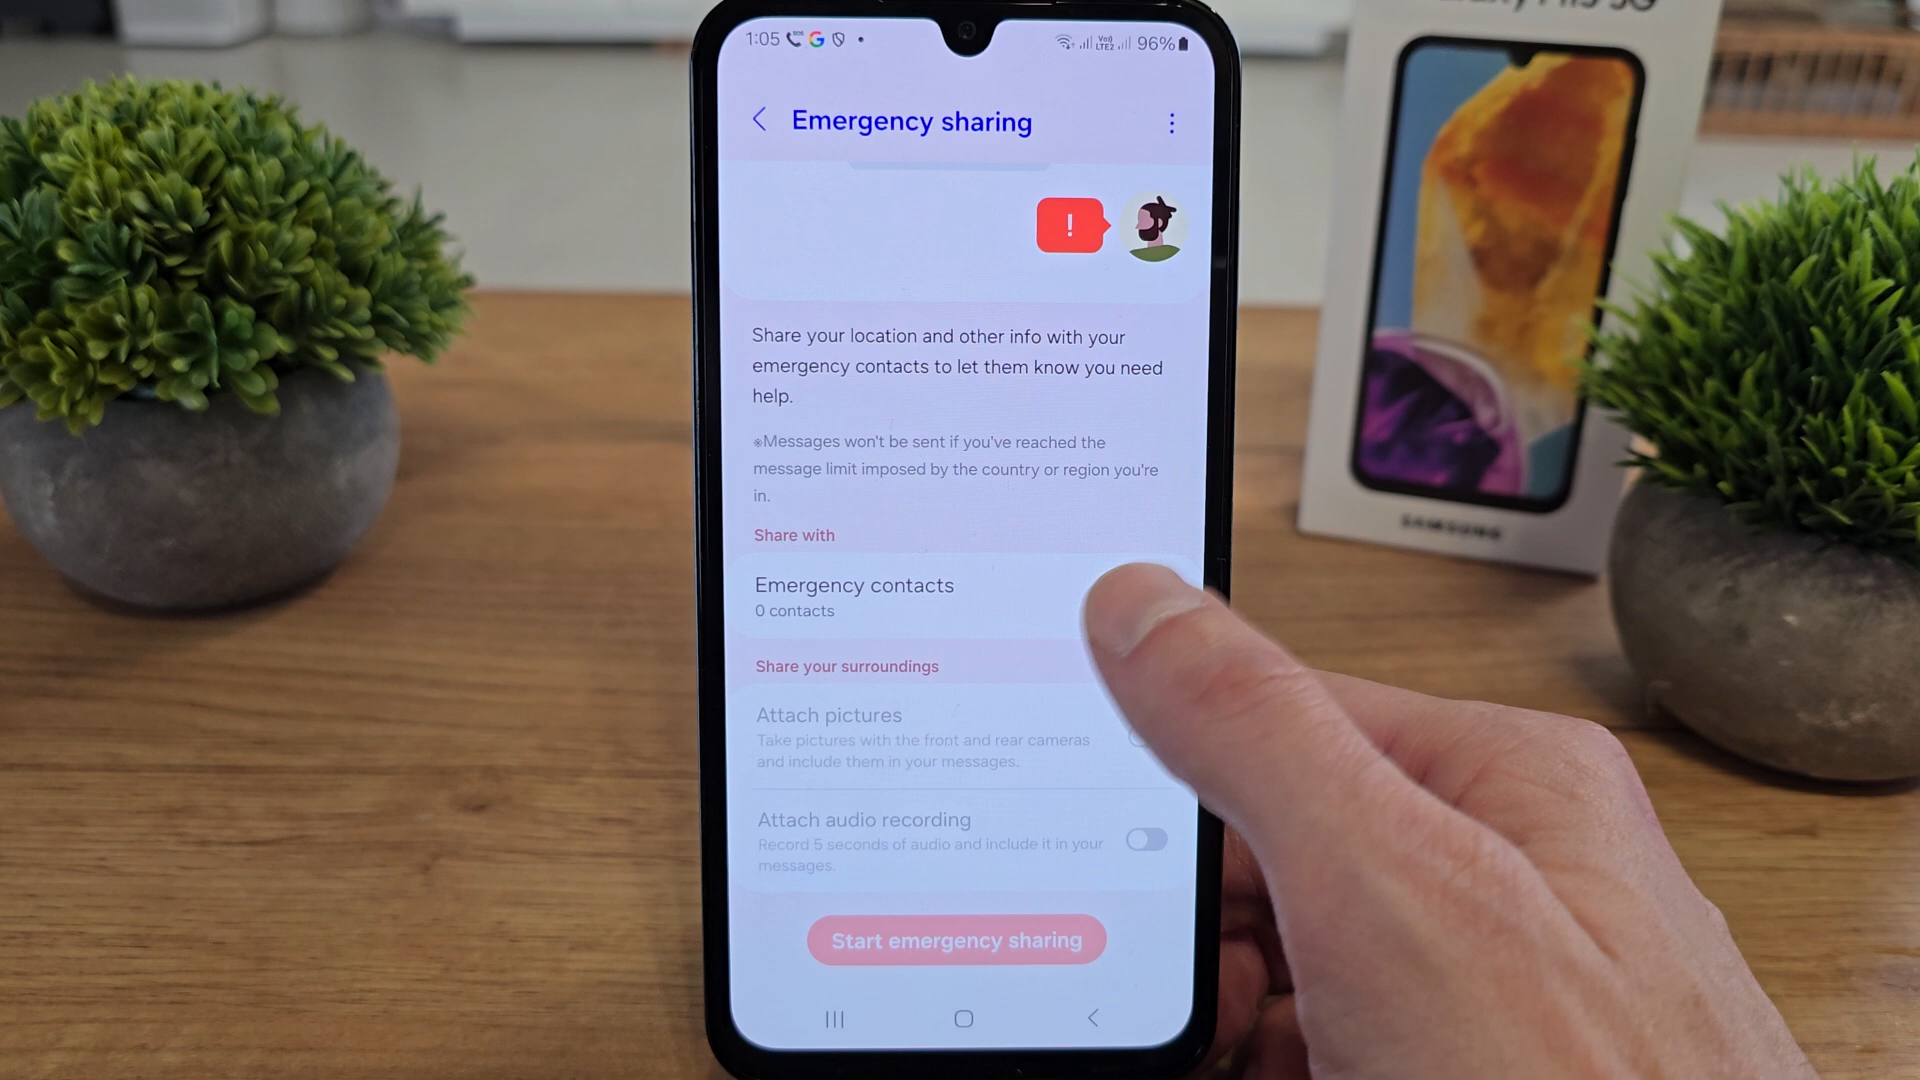 1:05
Voı)
LTE2
96%
Emergency sharing
!
Share your location and other info with your
emergency contacts to let them know you need
help.
※Messages won't be sent if you've reached the
message limit imposed by the country or region you're
in.
Share with
Emergency contacts
0 contacts
Share your surroundings
Attach pictures
Take pictures with the front and rear cameras
and include them in your messages.
Attach audio recording
Record 5 seconds of audio and include it in your
messages.
Start emergency sharing
SAMSUNG